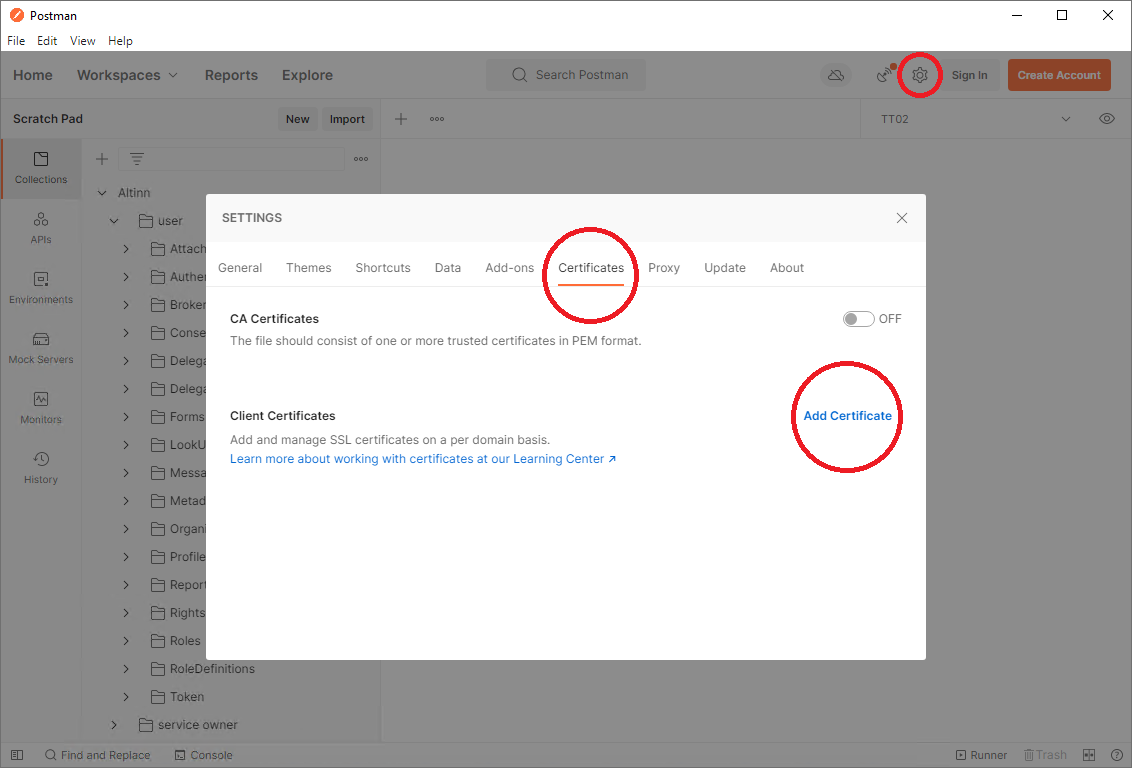 Postman
File Edit View Help
Home Workspaces Reports Explore Search Postman Sign In Create Account
Scratch Pad New Import TT02
Collections
APIs
Environments
Mock Servers
Monitors
History
Altinn
user
Attach
Auther
Broker
Conse
Delega
Delega
Forms
LookU
Messa
Metad
Organi
Profile
Report
Rights
Roles
RoleDefinitions
Token
service owner
SETTINGS
General Themes Shortcuts Data Add-ons Certificates Proxy Update About
CA Certificates OFF
The file should consist of one or more trusted certificates in PEM format.
Client Certificates Add Certificate
Add and manage SSL certificates on a per domain basis.
Learn more about working with certificates at our Learning Center
Find and Replace Console Runner Trash